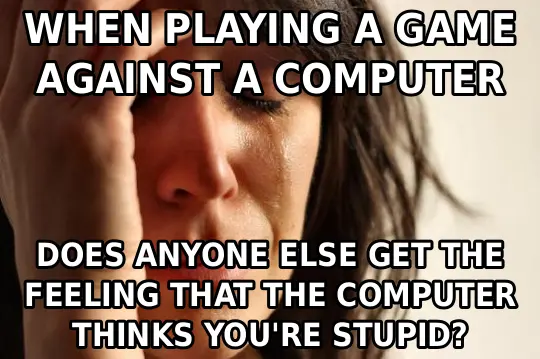 WHEN PLAYING A GAME
AGAINST A COMPUTER
DOES ANYONE ELSE GET THE
FEELING THAT THE COMPUTER
THINKS YOU'RE STUPID?